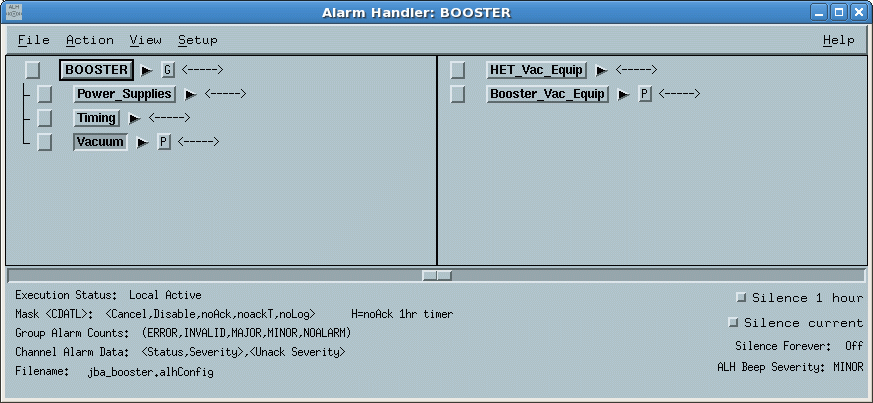 ALH
Alarm Handler: BOOSTER
File Action View Setup Help
BOOSTER G <----->
Power_Supplies <----->
Timing <----->
Vacuum P <----->
HET_Vac_Equip <----->
Booster_Vac_Equip P <----->
Execution Status: Local Active
Mask <CDATL>: <Cancel,Disable,noAck,noackT,noLog> H=noAck 1hr timer
Group Alarm Counts: (ERROR,INVALID,MAJOR,MINOR,NOALARM)
Channel Alarm Data: <Status,Severity>,<Unack Severity>
Filename: jba_booster.alhConfig
Silence 1 hour
Silence current
Silence Forever: Off
ALH Beep Severity: MINOR